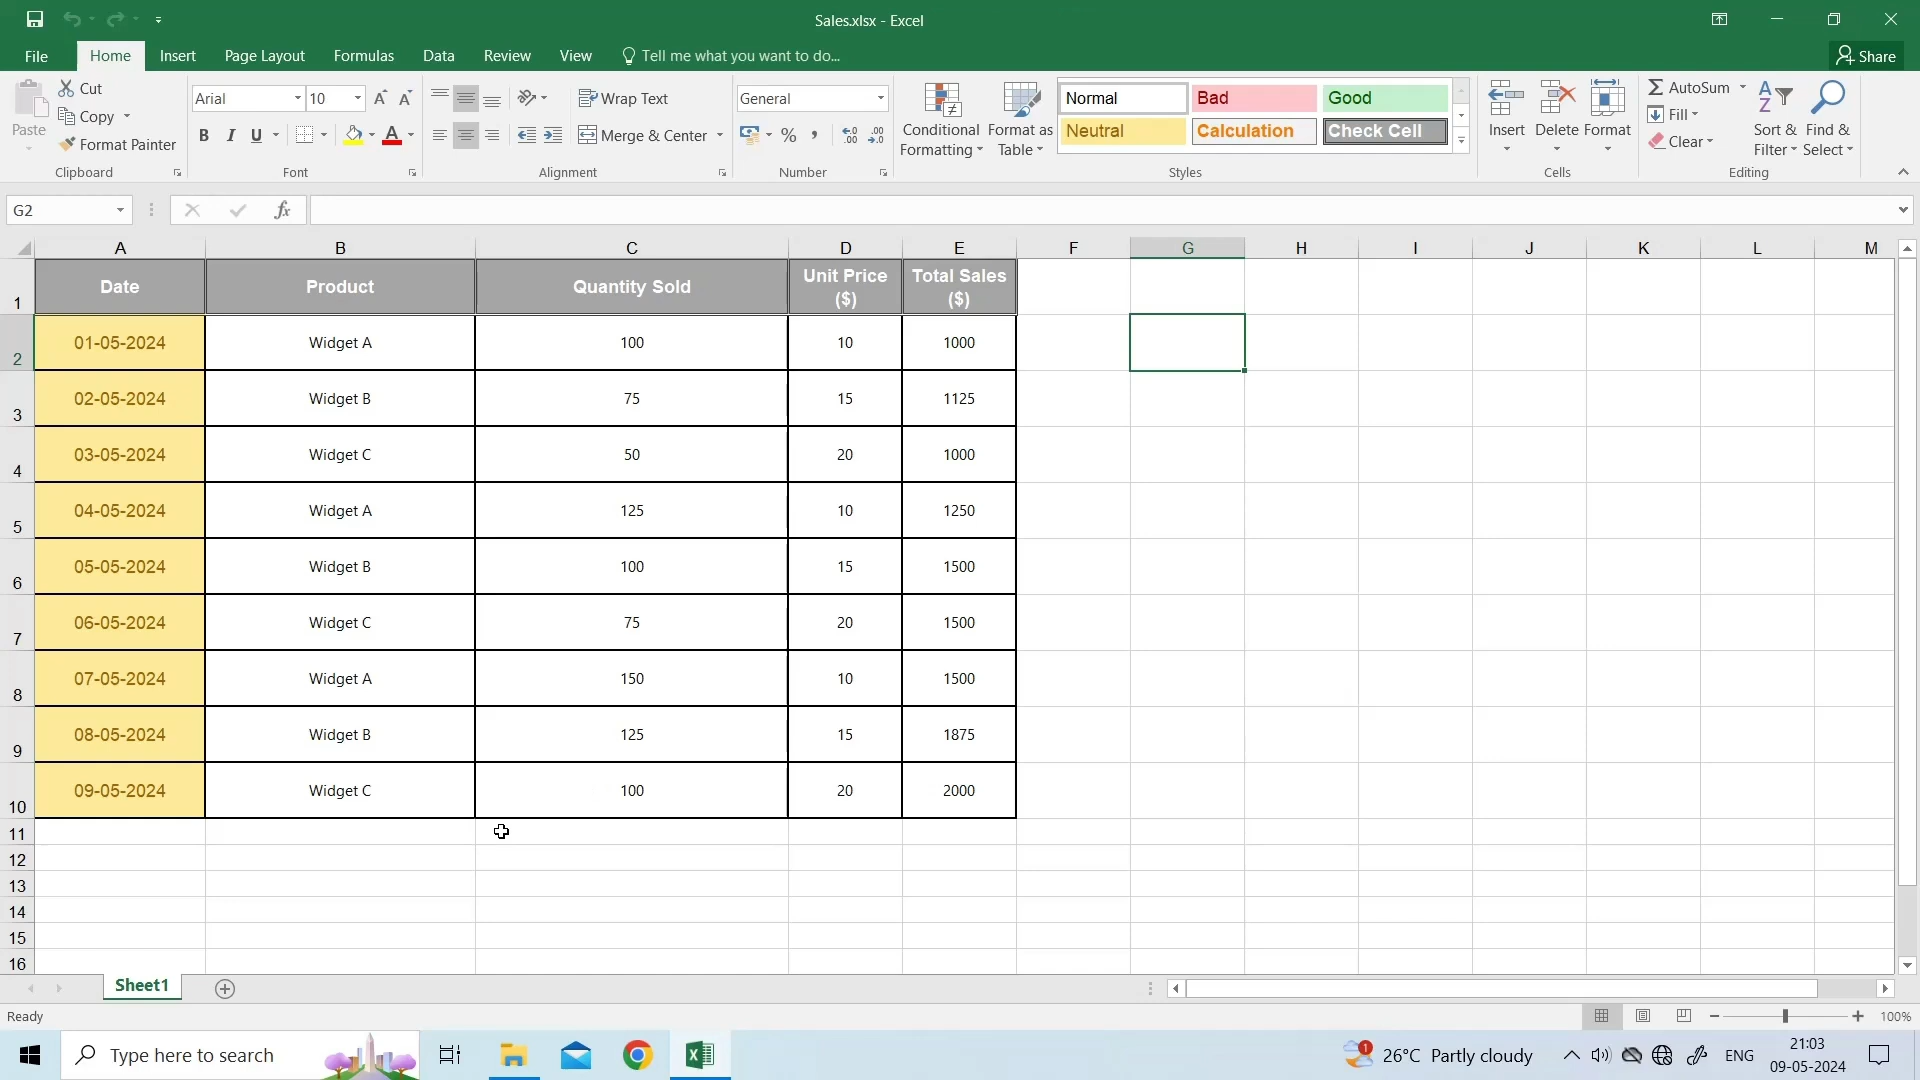 Sales.xlsx - Excel
File Home Insert Page Layout Formulas Data Review View Tell me what you want to do... Share
Paste
Cut
Copy
Format Painter
Clipboard
Arial 10
B I U
Font
Wrap Text
Merge & Center
Alignment
General
%
Number
Conditional Formatting
Format as Table
Normal Bad Good
Neutral Calculation Check Cell
Styles
Insert Delete Format
Cells
AutoSum
Fill
Clear
Sort & Filter
Find & Select
Editing
G2 fx
A B C D E F G H I J K L M
1 Date Product Quantity Sold Unit Price ($) Total Sales ($)
2 01-05-2024 Widget A 100 10 1000
3 02-05-2024 Widget B 75 15 1125
4 03-05-2024 Widget C 50 20 1000
5 04-05-2024 Widget A 125 10 1250
6 05-05-2024 Widget B 100 15 1500
7 06-05-2024 Widget C 75 20 1500
8 07-05-2024 Widget A 150 10 1500
9 08-05-2024 Widget B 125 15 1875
10 09-05-2024 Widget C 100 20 2000
11
12
13
14
15
16
Sheet1
Ready 100%
Type here to search
1 26°C Partly cloudy ENG 21:03
09-05-2024